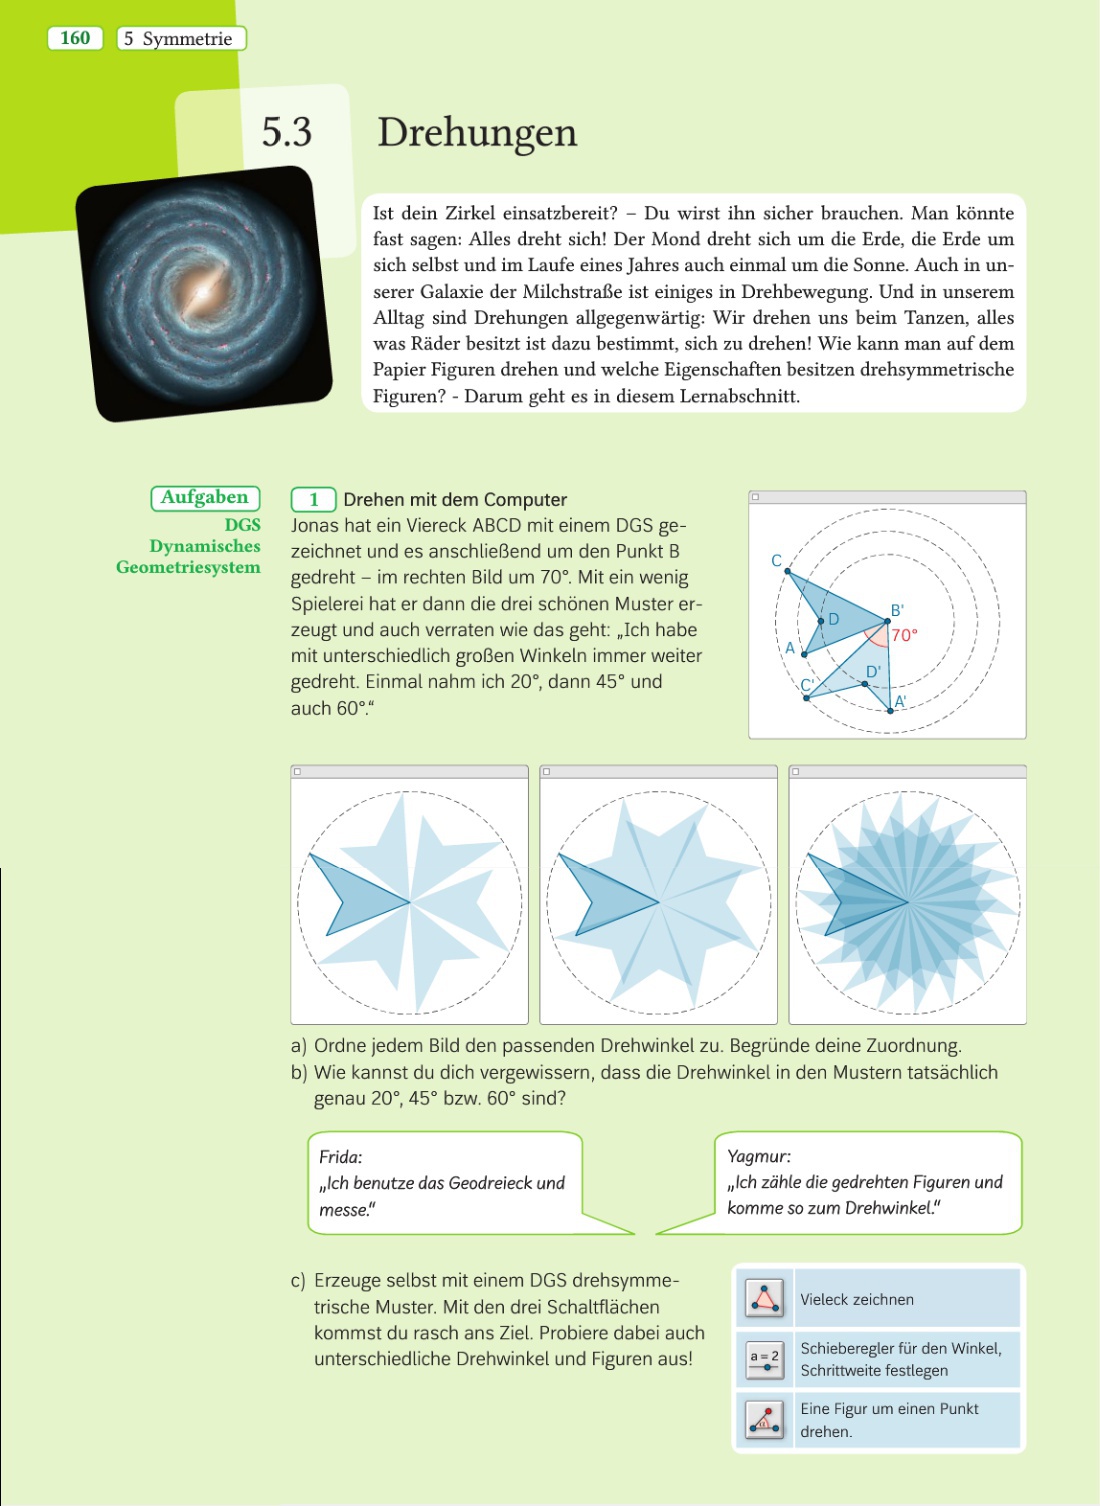 160
5 Symmetrie
5.3
Drehungen
Ist dein Zirkel einsatzbereit? – Du wirst ihn sicher brauchen. Man könnte
fast sagen: Alles dreht sich! Der Mond dreht sich um die Erde, die Erde um
sich selbst und im Laufe eines Jahres auch einmal um die Sonne. Auch in un-
serer Galaxie der Milchstraße ist einiges in Drehbewegung. Und in unserem
Alltag sind Drehungen allgegenwärtig: Wir drehen uns beim Tanzen, alles
was Räder besitzt ist dazu bestimmt, sich zu drehen! Wie kann man auf dem
Papier Figuren drehen und welche Eigenschaften besitzen drehsymmetrische
Figuren? - Darum geht es in diesem Lernabschnitt.
Aufgaben
DGS
Dynamisches
Geometriesystem
1 Drehen mit dem Computer
Jonas hat ein Viereck ABCD mit einem DGS ge-
zeichnet und es anschließend um den Punkt B
gedreht – im rechten Bild um 70°. Mit ein wenig
Spielerei hat er dann die drei schönen Muster er-
zeugt und auch verraten wie das geht: „Ich habe
mit unterschiedlich großen Winkeln immer weiter
gedreht. Einmal nahm ich 20°, dann 45° und
auch 60°.“
C
B'
D
70°
A
D'
C'
A'
a) Ordne jedem Bild den passenden Drehwinkel zu. Begründe deine Zuordnung.
b) Wie kannst du dich vergewissern, dass die Drehwinkel in den Mustern tatsächlich
genau 20°, 45° bzw. 60° sind?
Frida:
„Ich benutze das Geodreieck und
messe.“
Yagmur:
„Ich zähle die gedrehten Figuren und
komme so zum Drehwinkel.“
c) Erzeuge selbst mit einem DGS drehsymme-
trische Muster. Mit den drei Schaltflächen
kommst du rasch ans Ziel. Probiere dabei auch
unterschiedliche Drehwinkel und Figuren aus!
Vieleck zeichnen
a = 2
Schieberegler für den Winkel,
Schrittweite festlegen
α
Eine Figur um einen Punkt
drehen.